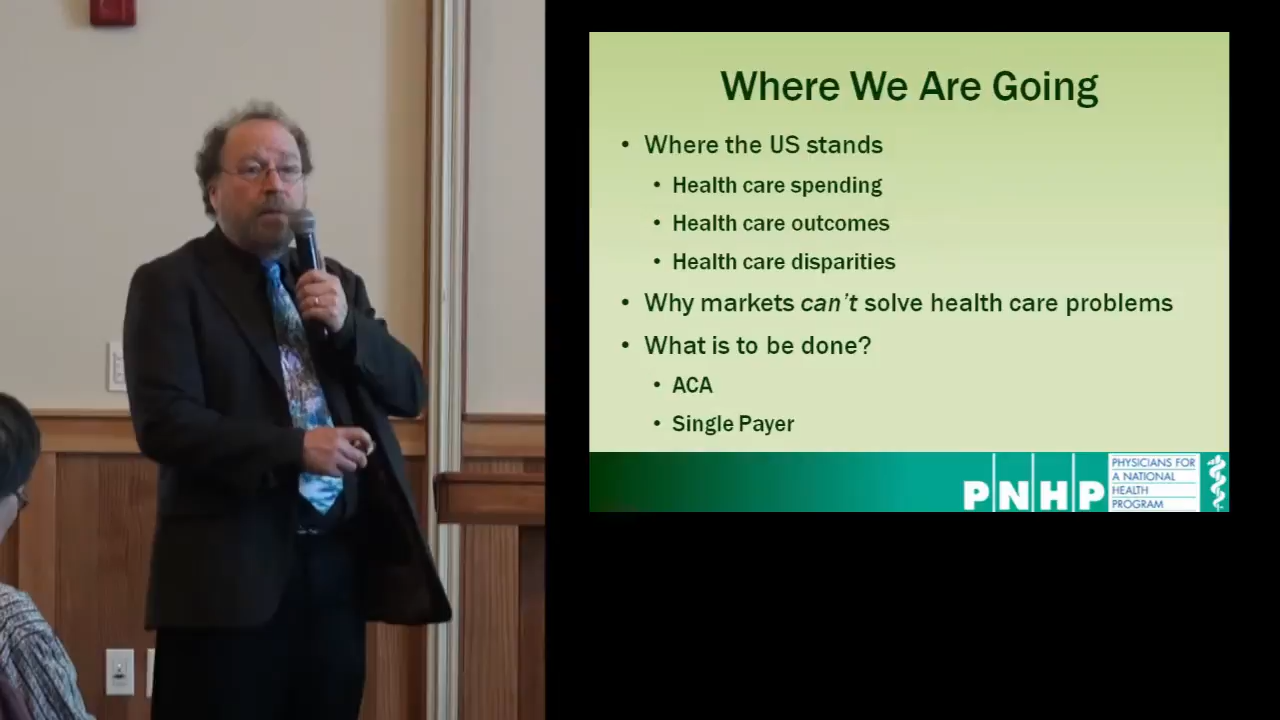 Where We Are Going
• Where the US stands
• Health care spending
• Health care outcomes
• Health care disparities
• Why markets can't solve health care problems
• What is to be done?
• ACA
• Single Payer
PNHP
PHYSICIANS FOR
A NATIONAL
HEALTH
PROGRAM